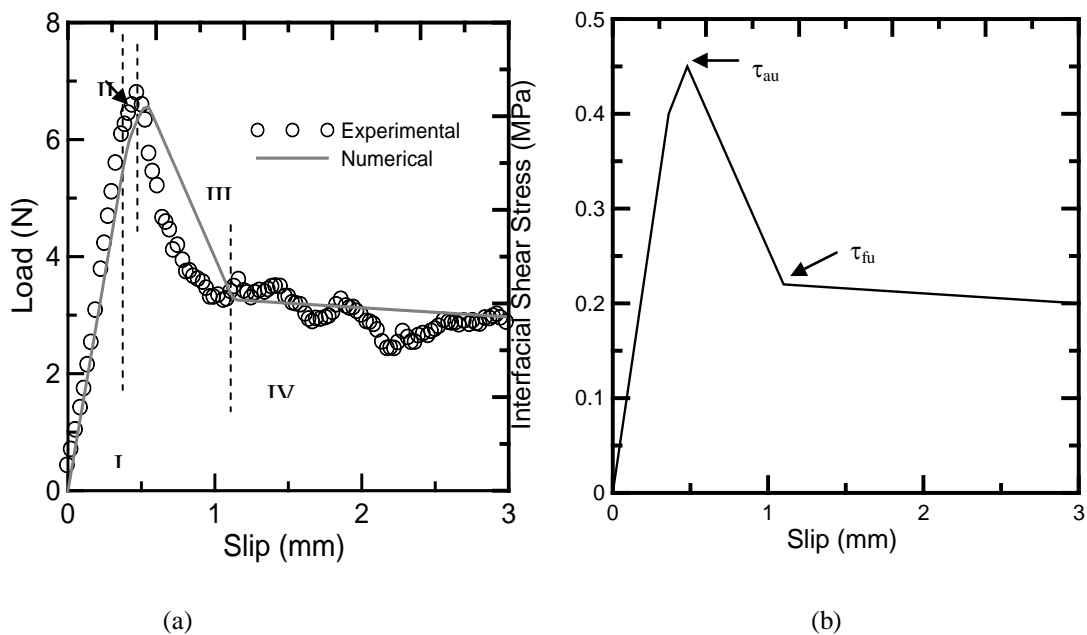 8
6
4
2
0
0
1
2
3
Load (N)
Slip (mm)
II
III
I
IV
Experimental
Numerical
Interfacial Shear Stress (MPa)
0.5
0.4
0.3
0.2
0.1
0
0
1
2
3
τau
τfu
Slip (mm)
(a)
(b)